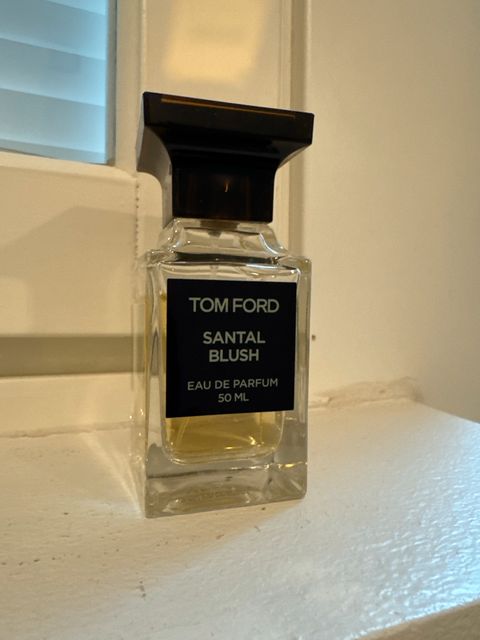 TOM FORD
SANTAL
BLUSH
EAU DE PARFUM
50 ML